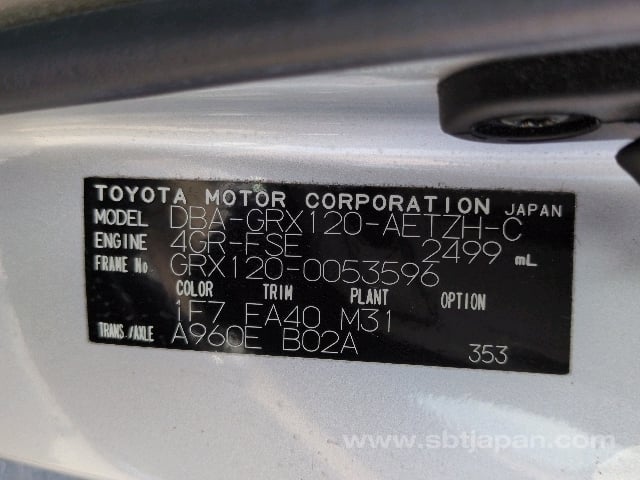 TOYOTA MOTOR CORPORATION JAPAN
MODEL DBA-GRX120-AETZH-C
ENGINE 4GR-FSE 2499 mL
FRAME No GRX120-0053596
COLOR TRIM PLANT OPTION
1F7 EA40 M31
TRANS./AXLE A960E B02A 353
www.sbtjapan.com